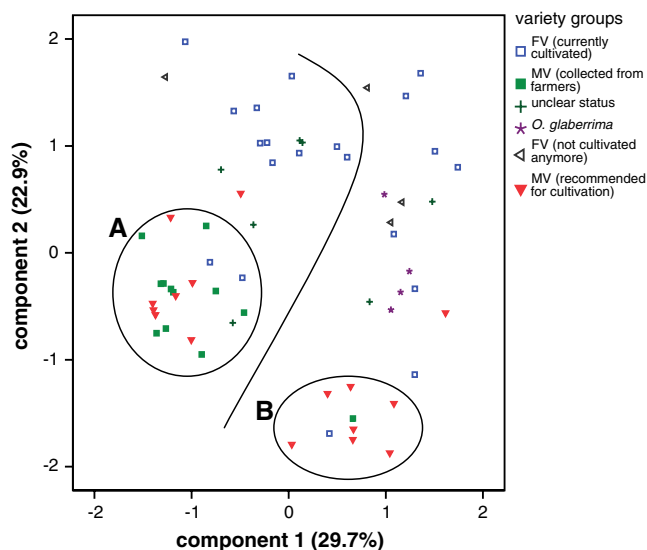 variety groups
FV (currently
cultivated)
MV (collected from
farmers)
unclear status
O. glaberrima
FV (not cultivated
anymore)
MV (recommended
for cultivation)
component 2 (22.9%)
2
1
0
-1
-2
A
B
-2
-1
0
1
2
component 1 (29.7%)